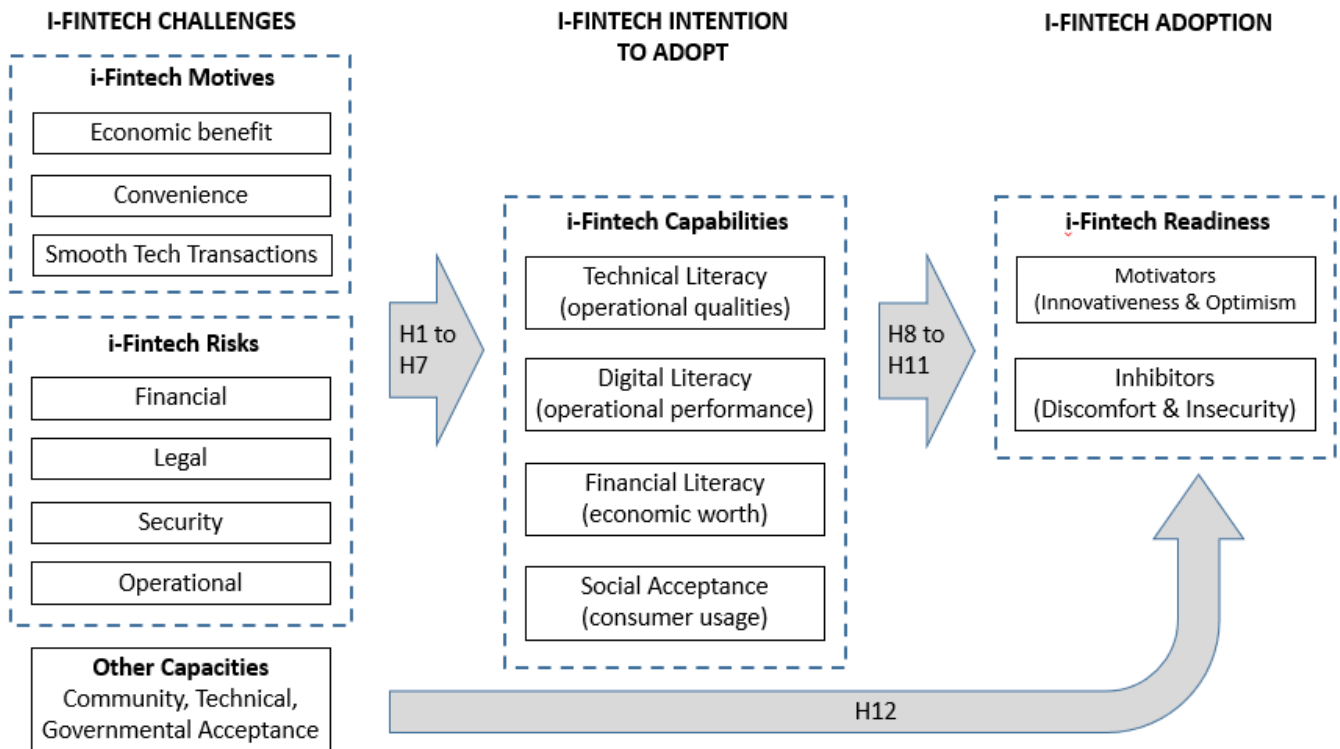 I-FINTECH CHALLENGES
i-Fintech Motives
Economic benefit
Convenience
Smooth Tech Transactions
i-Fintech Risks
Financial
Legal
Security
Operational
Other Capacities
Community, Technical,
Governmental Acceptance
H1 to
H7
I-FINTECH INTENTION
TO ADOPT
i-Fintech Capabilities
Technical Literacy
(operational qualities)
Digital Literacy
(operational performance)
Financial Literacy
(economic worth)
Social Acceptance
(consumer usage)
H8 to
H11
I-FINTECH ADOPTION
i-Fintech Readiness
Motivators
(Innovativeness & Optimism
Inhibitors
(Discomfort & Insecurity)
H12